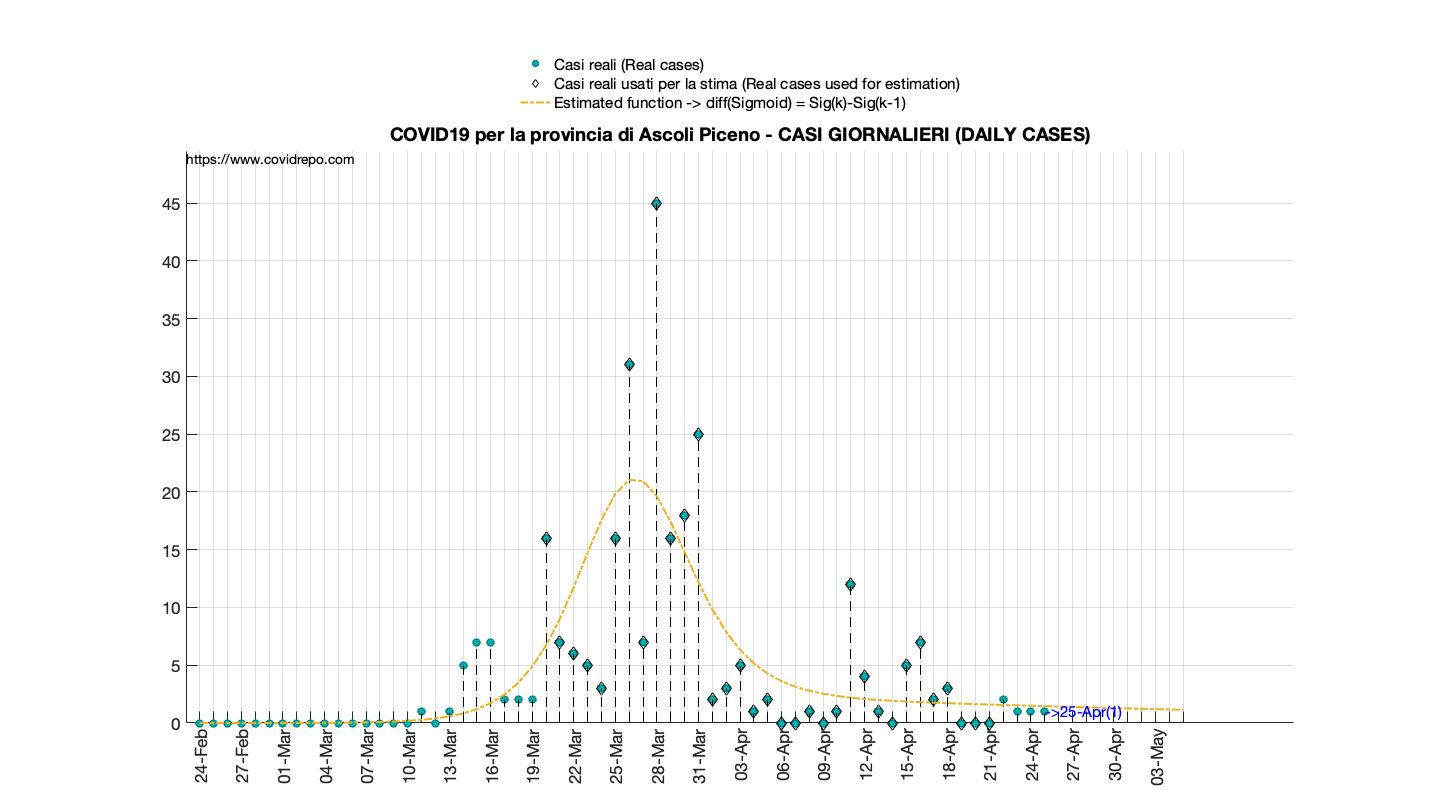 Casi reali (Real cases)
Casi reali usati per la stima (Real cases used for estimation)
Estimated function -> diff(Sigmoid) = Sig(k)-Sig(k-1)
COVID19 per la provincia di Ascoli Piceno - CASI GIORNALIERI (DAILY CASES)
https://www.covidrepo.com
45
40
35
30
25
20
15
10
5
0
->25-Apr(1)
24-Feb
27-Feb
01-Mar
04-Mar
07-Mar
10-Mar
13-Mar
16-Mar
19-Mar
22-Mar
25-Mar
28-Mar
31-Mar
03-Apr
06-Apr
09-Apr
12-Apr
15-Apr
18-Apr
21-Apr
24-Apr
27-Apr
30-Apr
03-May